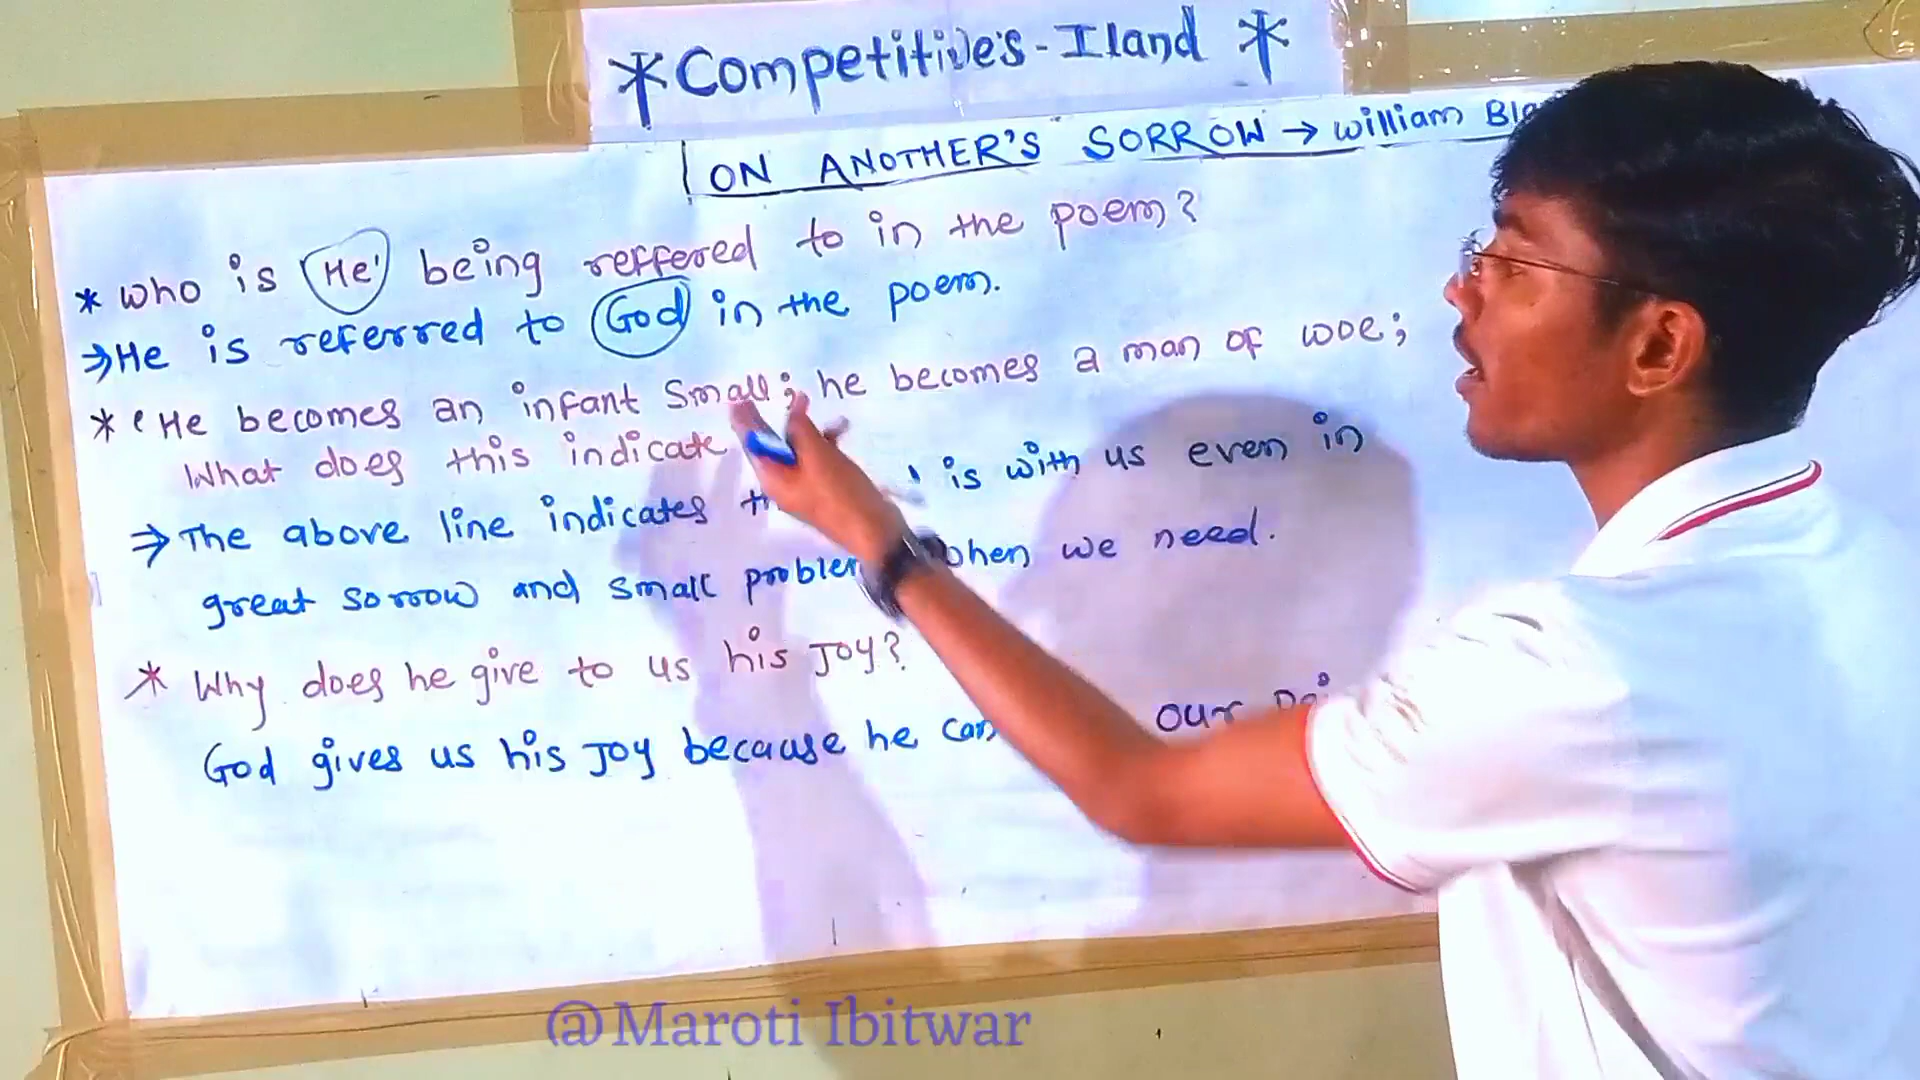 *Competitive's-Iland *
ON ANOTHER'S SORROW → William
* who is 'He' being reffered to in the poem?
⇒ He is referred to God in the poem.
* 'He becomes an infant small; he becomes a man of woe;
What does this indicate
⇒ The above line indicates is with us even in
great sorrow and small when we need.
* Why does he give to us his Joy?
God gives us his Joy because he can our
@Maroti Ibitwar